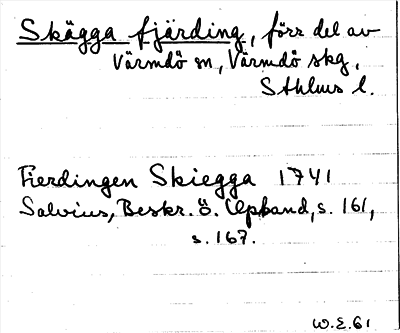 Skägga fjärding, förr del av
Värmdö sn, Värmdö skg,
Sthlms l.
Fierdingen Skiegga 1741
Salvius, Beskr. ö. Upland, s. 161,
s. 167.
W.E. 61